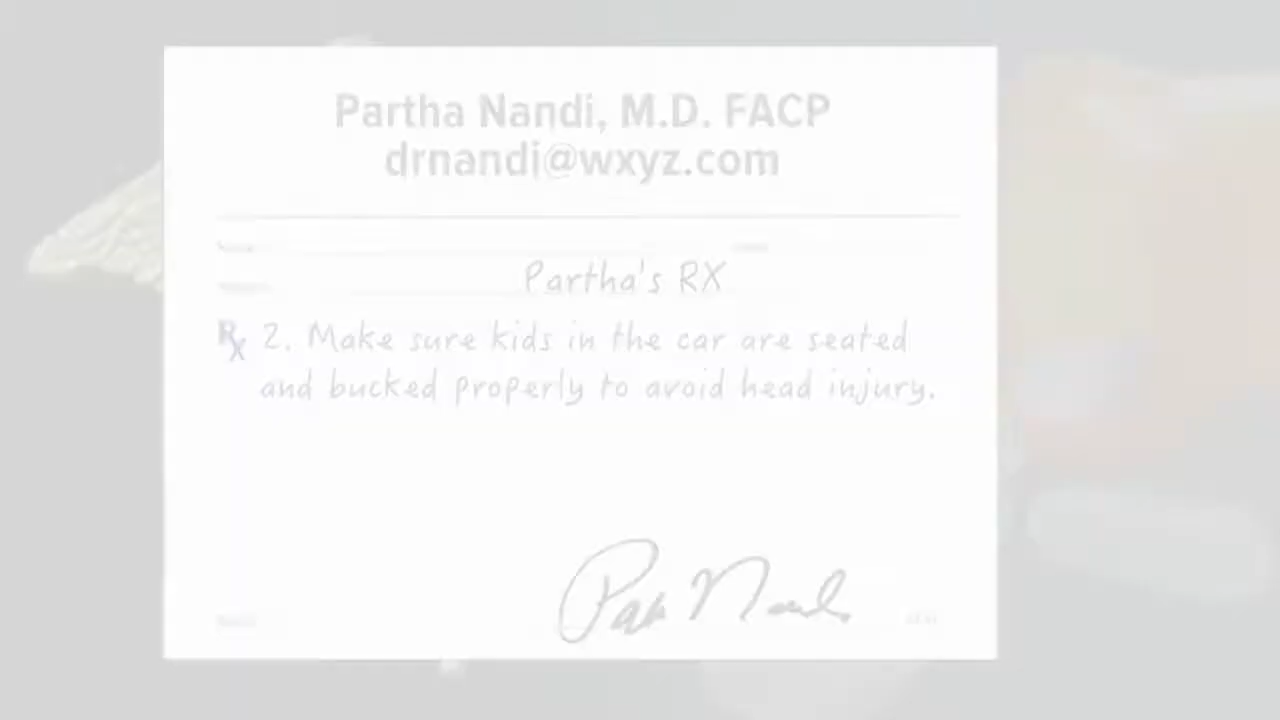 Partha Nandi, M.D. FACP
drnandi@wxyz.com
Partha's RX
Rx 2. Make sure kids in the car are seated
and bucked properly to avoid head injury.